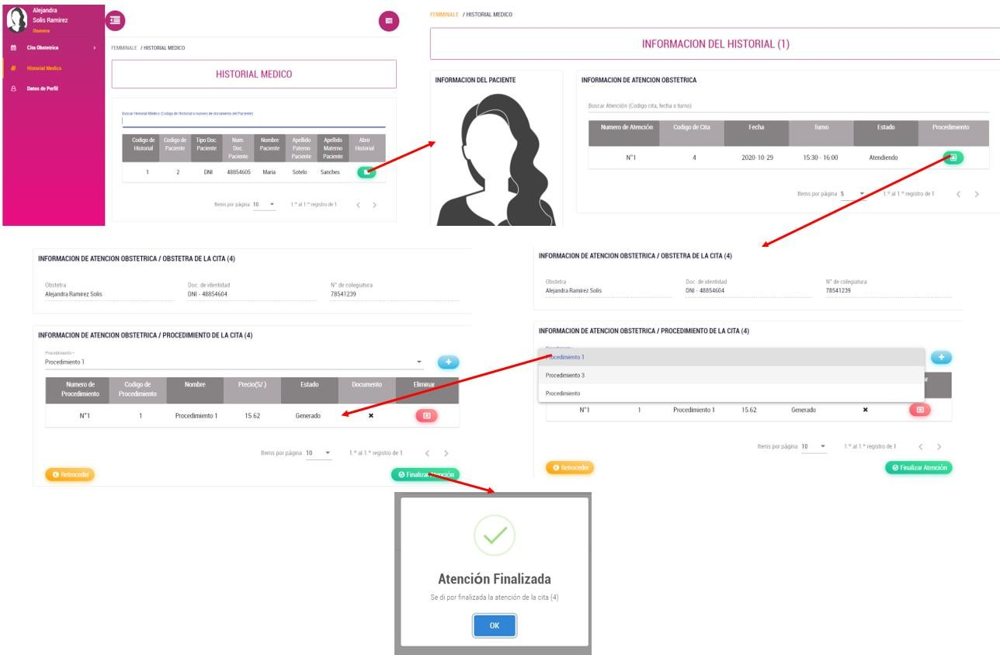 Alejandra
Solis Ramirez
Obstetra
Cita Obstetrica
Historial Medico
Datos de Perfil
FEMMINALE / HISTORIAL MEDICO
HISTORIAL MEDICO
Buscar Historial Medico (Codigo de Historial o numero de documento del Paciente)
Codigo de Historial Codigo de Paciente Tipo Doc. Paciente Num. Doc. Paciente Nombre Paciente Apellido Paterno Paciente Apellido Materno Paciente Abrir Historial
1 2 DNI 48854605 Maria Sotelo Sanches
Items por página 10 1.º al 1.º registro de 1
FEMMINALE / HISTORIAL MEDICO
INFORMACION DEL HISTORIAL (1)
INFORMACION DEL PACIENTE
INFORMACION DE ATENCION OBSTETRICA
Buscar Atención (Codigo cita, fecha o turno)
Numero de Atención Codigo de Cita Fecha Turno Estado Procedimiento
N°1 4 2020-10-29 15:30 - 16:00 Atendiendo
Items por página 5 1.º al 1.º registro de 1
INFORMACION DE ATENCION OBSTETRICA / OBSTETRA DE LA CITA (4)
Obstetra Doc. de identidad N° de colegiatura
Alejandra Ramirez Solis DNI - 48854604 78541239
INFORMACION DE ATENCION OBSTETRICA / PROCEDIMIENTO DE LA CITA (4)
Procedimiento *
Procedimiento 1
Numero de Procedimiento Codigo de Procedimiento Nombre Precio(S/.) Estado Documento Eliminar
N°1 1 Procedimiento 1 15.62 Generado
Items por página 10 1.º al 1.º registro de 1
Retroceder Finalizar Atención
INFORMACION DE ATENCION OBSTETRICA / OBSTETRA DE LA CITA (4)
Obstetra Doc. de identidad N° de colegiatura
Alejandra Ramirez Solis DNI - 48854604 78541239
INFORMACION DE ATENCION OBSTETRICA / PROCEDIMIENTO DE LA CITA (4)
Procedimiento 1
Procedimiento 3
Procedimiento
N°1 1 Procedimiento 1 15.62 Generado
Items por página 10 1.º al 1.º registro de 1
Retroceder Finalizar Atención
Atención Finalizada
Se di por finalizada la atención de la cita (4)
OK